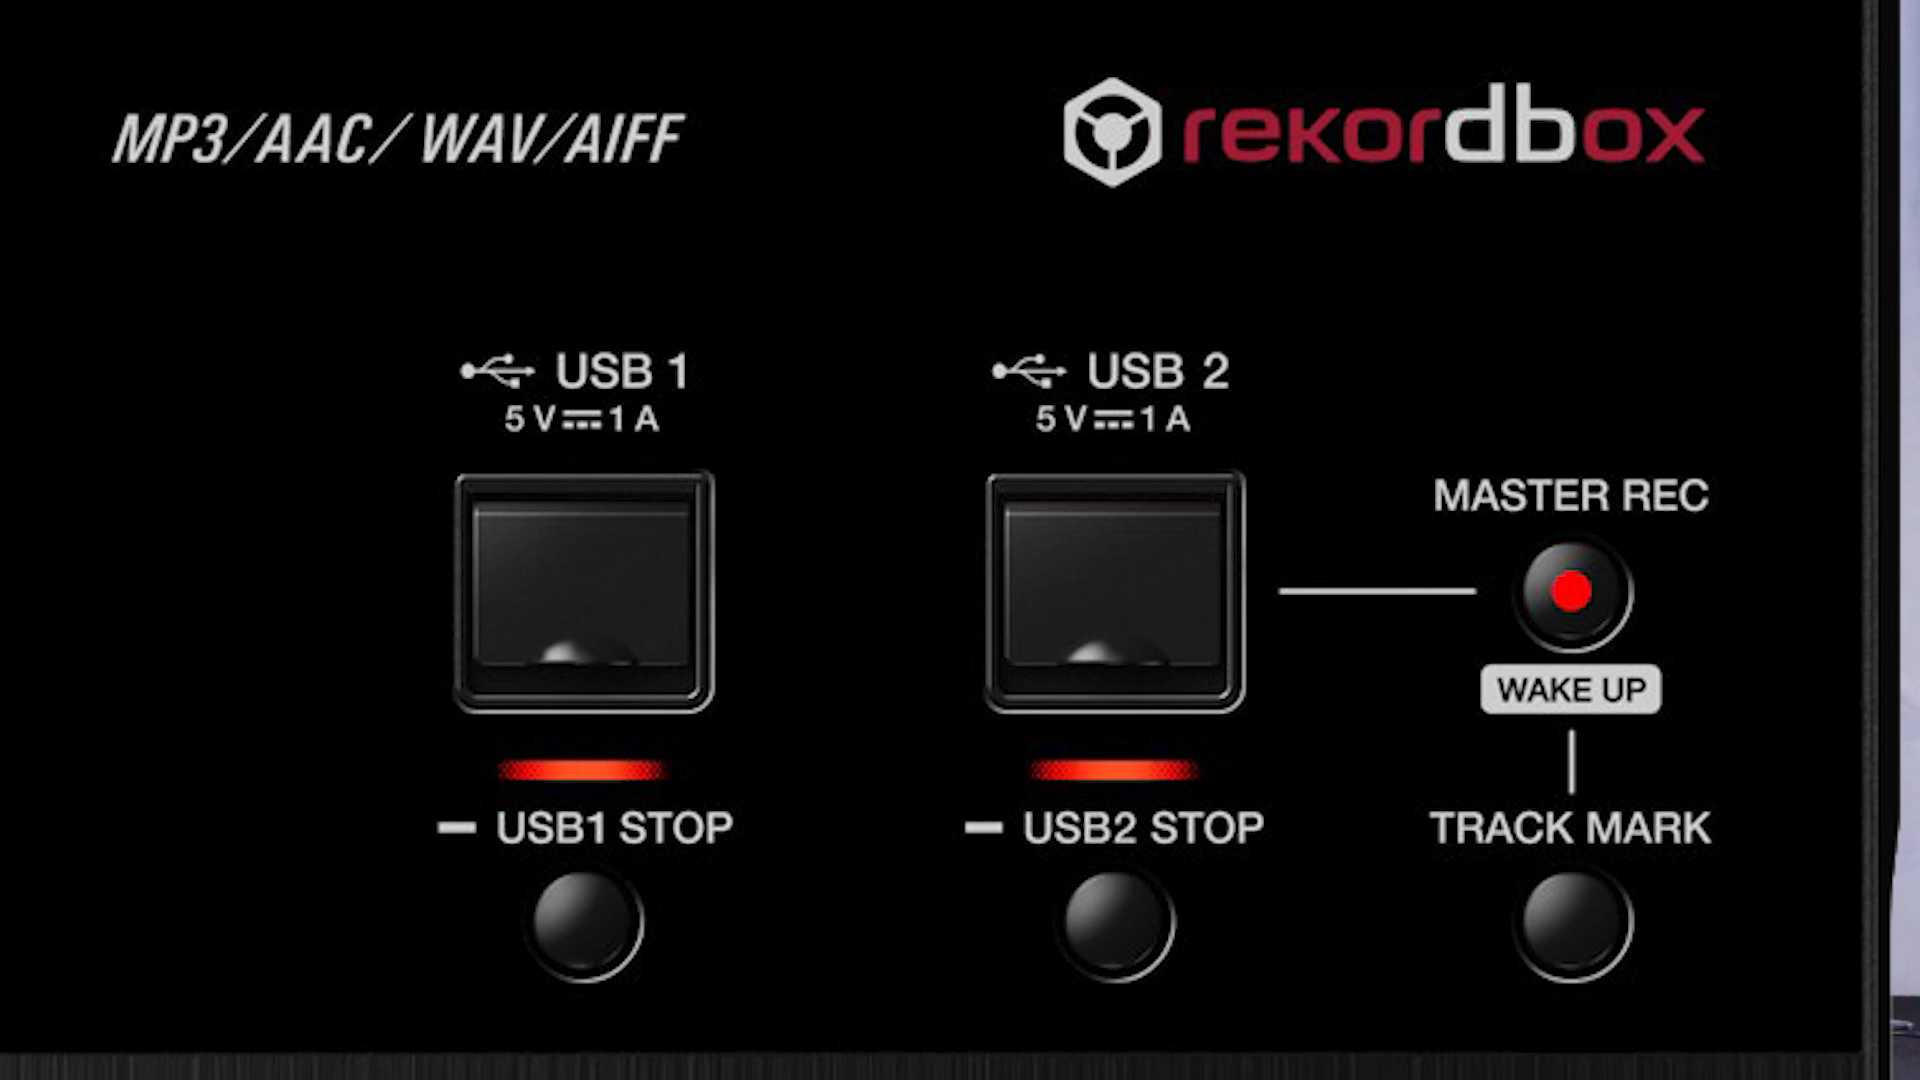 MP3/AAC/WAV/AIFF
rekordbox
USB 1
5 V⎓1 A
USB 2
5 V⎓1 A
MASTER REC
WAKE UP
USB1 STOP
USB2 STOP
TRACK MARK